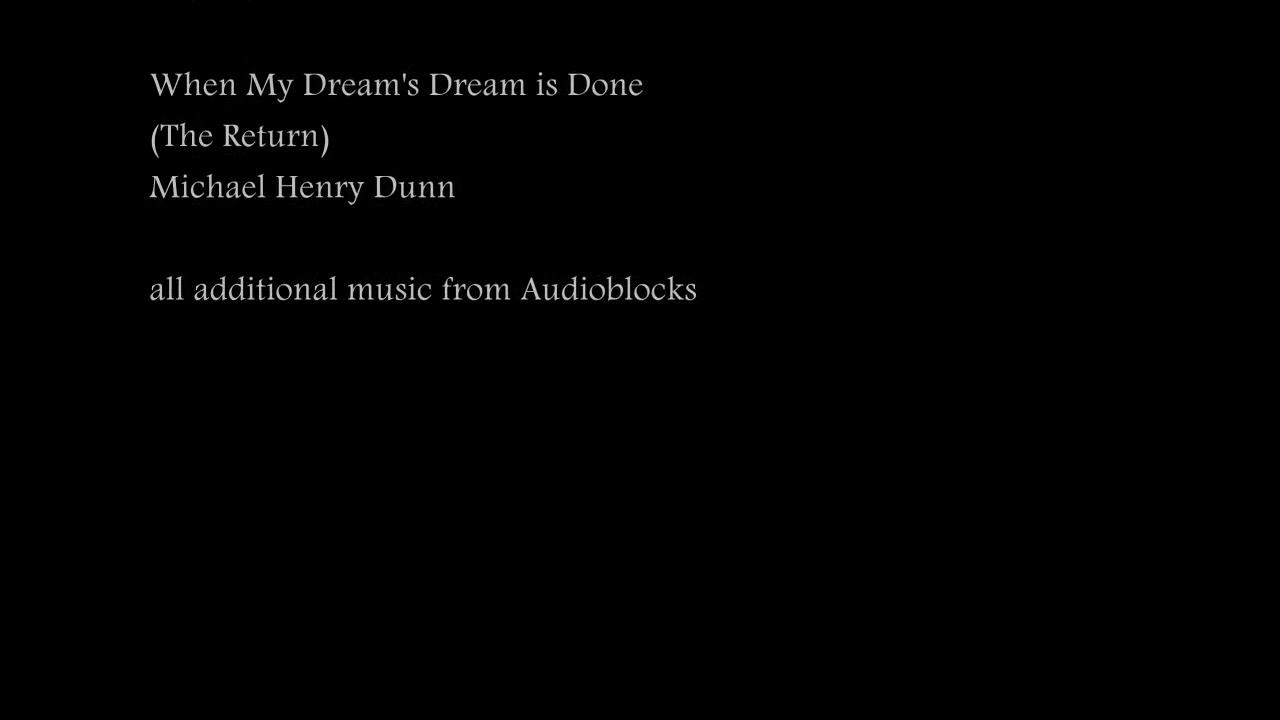 When My Dream's Dream is Done
(The Return)
Michael Henry Dunn
all additional music from Audioblocks